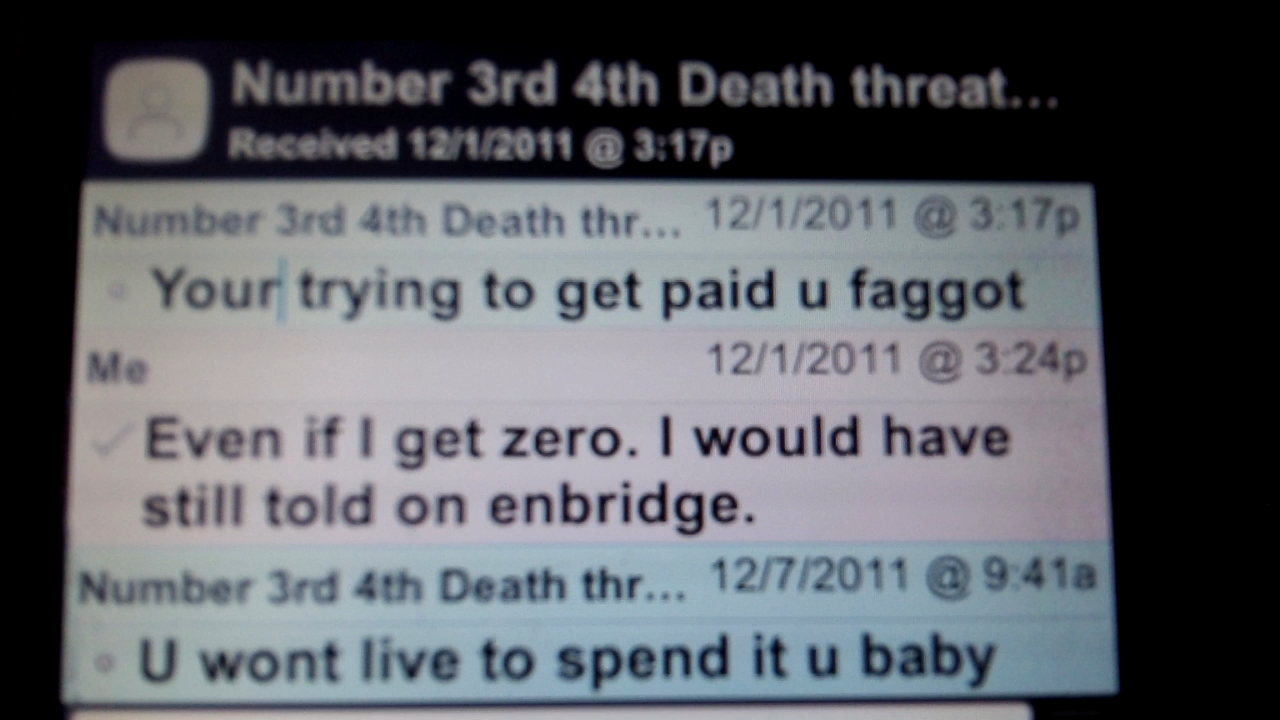 Number 3rd 4th Death threat...
Received 12/1/2011 @ 3:17p
Number 3rd 4th Death thr... 12/1/2011 @ 3:17p
Your trying to get paid u faggot
Me 12/1/2011 @ 3:24p
Even if I get zero. I would have
still told on enbridge.
Number 3rd 4th Death thr... 12/7/2011 @ 9:41a
U wont live to spend it u baby